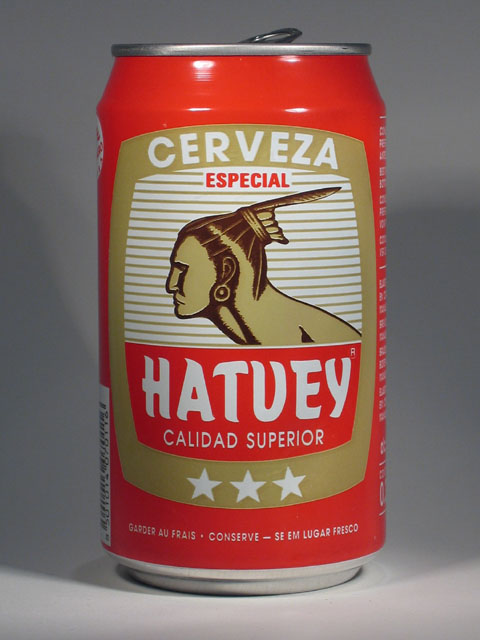 CERVEZA
ESPECIAL
HATUEY
R
CALIDAD SUPERIOR
GARDER AU FRAIS • CONSERVE — SE EM LUGAR FRESCO